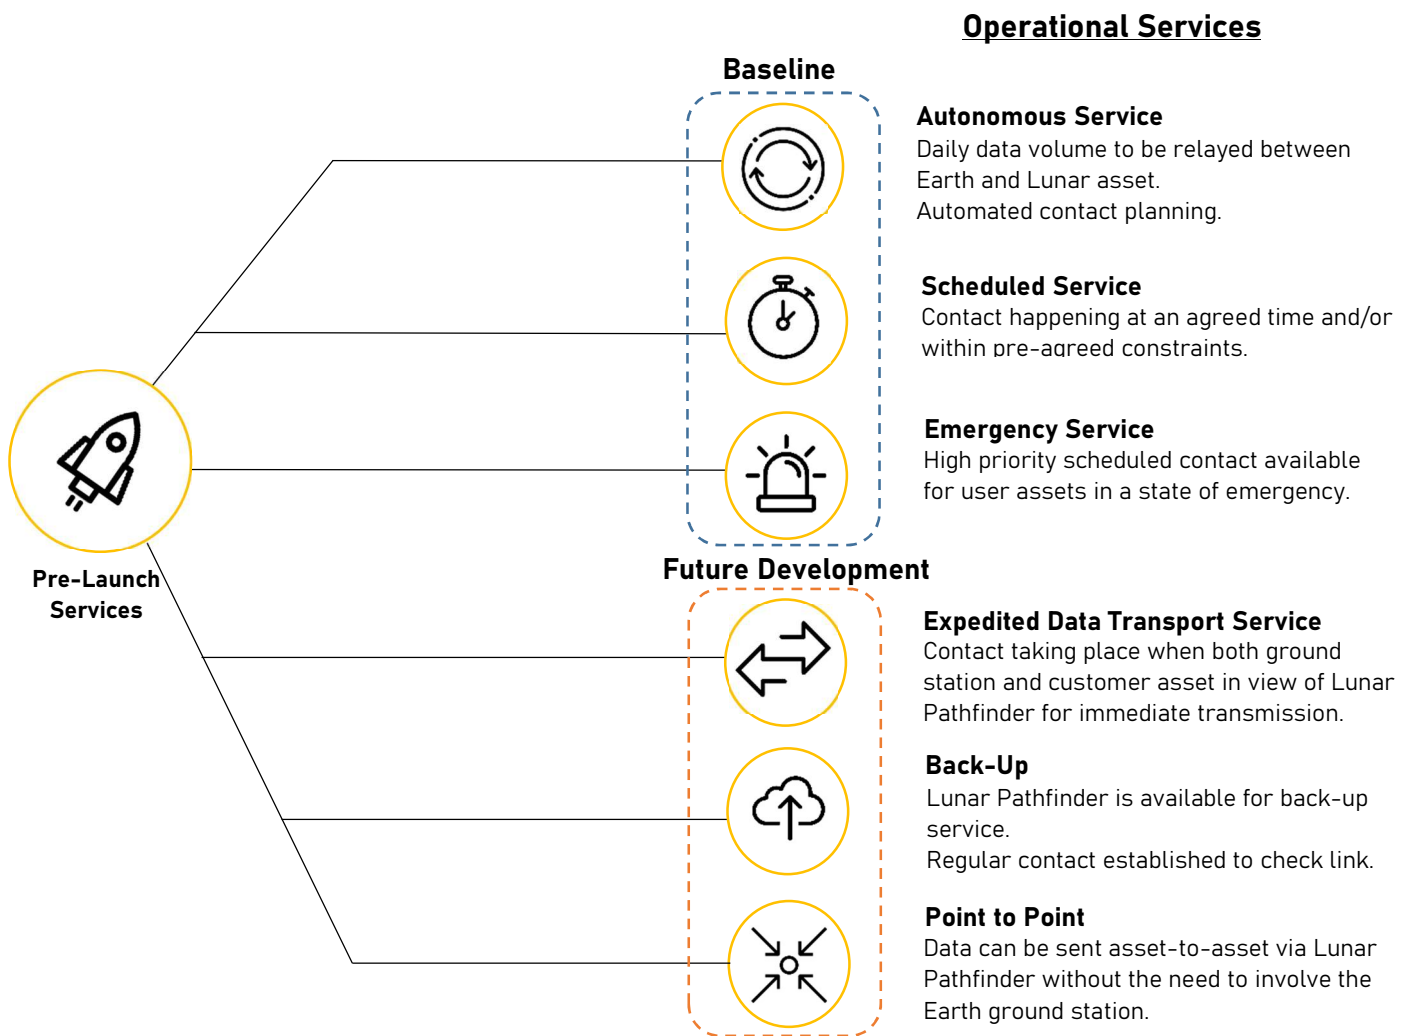 Operational Services
Baseline
Autonomous Service
Daily data volume to be relayed between
Earth and Lunar asset.
Automated contact planning.
Scheduled Service
Contact happening at an agreed time and/or
within pre-agreed constraints.
Emergency Service
High priority scheduled contact available
for user assets in a state of emergency.
Pre-Launch
Services
Future Development
Expedited Data Transport Service
Contact taking place when both ground
station and customer asset in view of Lunar
Pathfinder for immediate transmission.
Back-Up
Lunar Pathfinder is available for back-up
service.
Regular contact established to check link.
Point to Point
Data can be sent asset-to-asset via Lunar
Pathfinder without the need to involve the
Earth ground station.